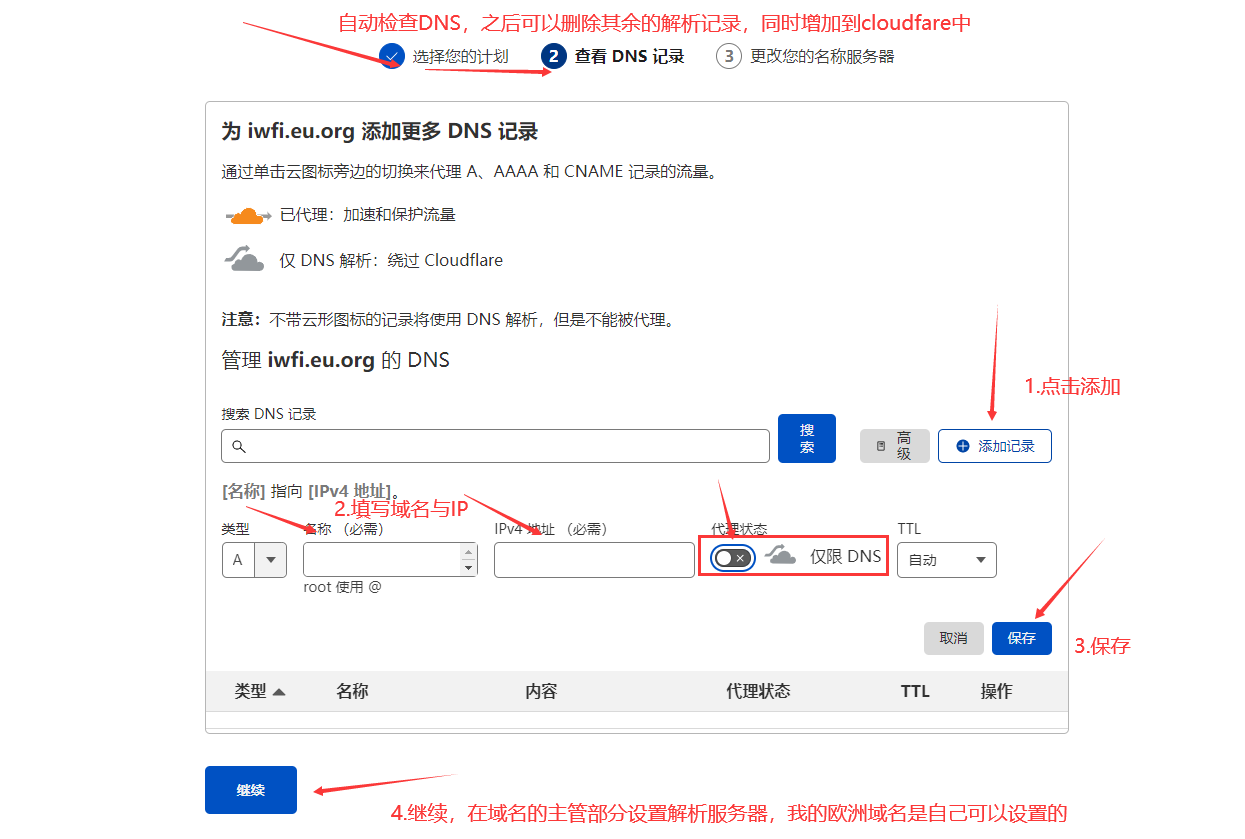 自动检查DNS，之后可以删除其余的解析记录，同时增加到cloudfare中
选择您的计划 2 查看 DNS 记录 3 更改您的名称服务器
为 iwfi.eu.org 添加更多 DNS 记录
通过单击云图标旁边的切换来代理 A、AAAA 和 CNAME 记录的流量。
已代理：加速和保护流量
仅 DNS 解析：绕过 Cloudflare
注意：不带云形图标的记录将使用 DNS 解析，但是不能被代理。
管理 iwfi.eu.org 的 DNS
1.点击添加
搜索 DNS 记录
搜索 高级 添加记录
[名称] 指向 [IPv4 地址]。
2.填写域名与IP
类型 名称 （必需） IPv4 地址 （必需） 代理状态 TTL
A 仅限 DNS 自动
root 使用 @
取消 保存
3.保存
类型 名称 内容 代理状态 TTL 操作
继续
4.继续，在域名的主管部分设置解析服务器，我的欧洲域名是自己可以设置的